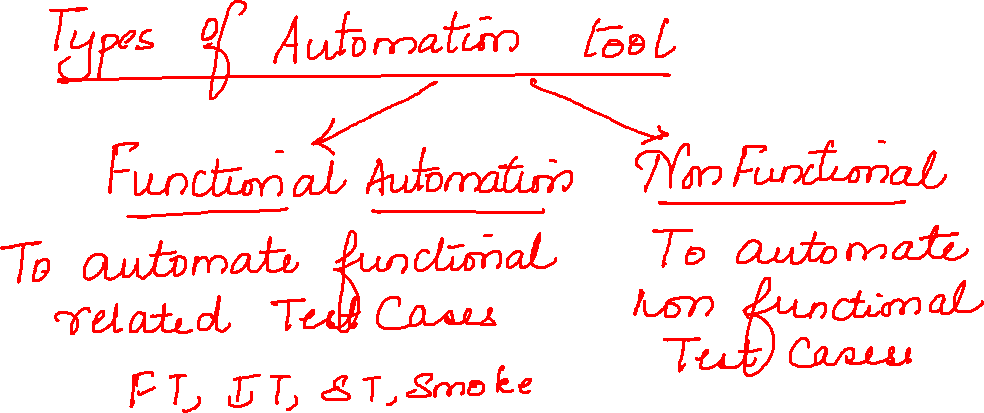 Types of Automation tool
Functional Automation
To automate functional
related Test Cases
FT, IT, ST, Smoke
Non Functional
To automate
non functional
Test Cases